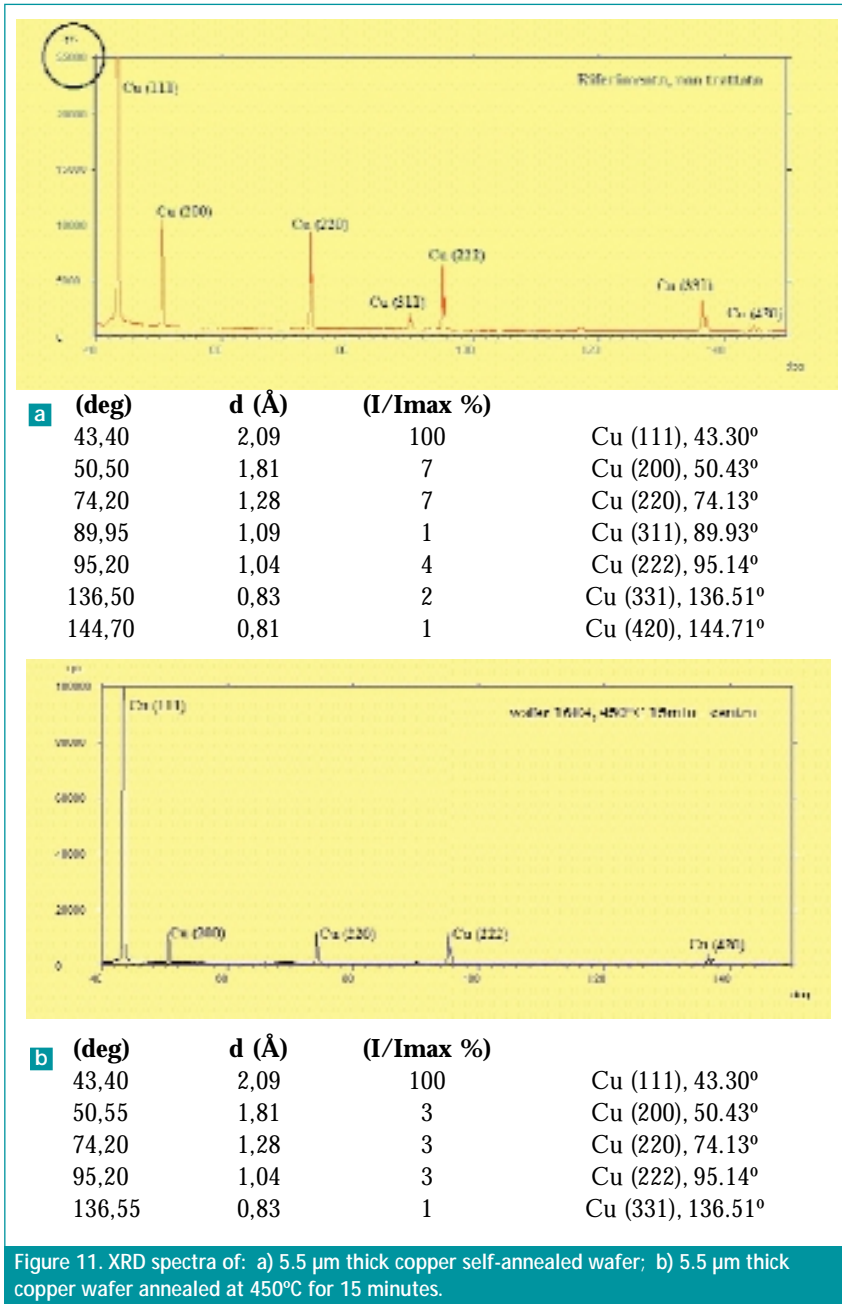 Cu (111)
Riferimento, non trattato
Cu (200)
Cu (220)
Cu (222)
Cu (311)
Cu (331)
Cu (420)
a (deg) d (Å) (I/Imax %)
43,40 2,09 100 Cu (111), 43.30º
50,50 1,81 7 Cu (200), 50.43º
74,20 1,28 7 Cu (220), 74.13º
89,95 1,09 1 Cu (311), 89.93º
95,20 1,04 4 Cu (222), 95.14º
136,50 0,83 2 Cu (331), 136.51º
144,70 0,81 1 Cu (420), 144.71º
Cu (111)
450°C 15min centro
Cu (200)
Cu (220)
Cu (222)
Cu (420)
b (deg) d (Å) (I/Imax %)
43,40 2,09 100 Cu (111), 43.30º
50,55 1,81 3 Cu (200), 50.43º
74,20 1,28 3 Cu (220), 74.13º
95,20 1,04 3 Cu (222), 95.14º
136,55 0,83 1 Cu (331), 136.51º
Figure 11. XRD spectra of: a) 5.5 µm thick copper self-annealed wafer; b) 5.5 µm thick
copper wafer annealed at 450ºC for 15 minutes.